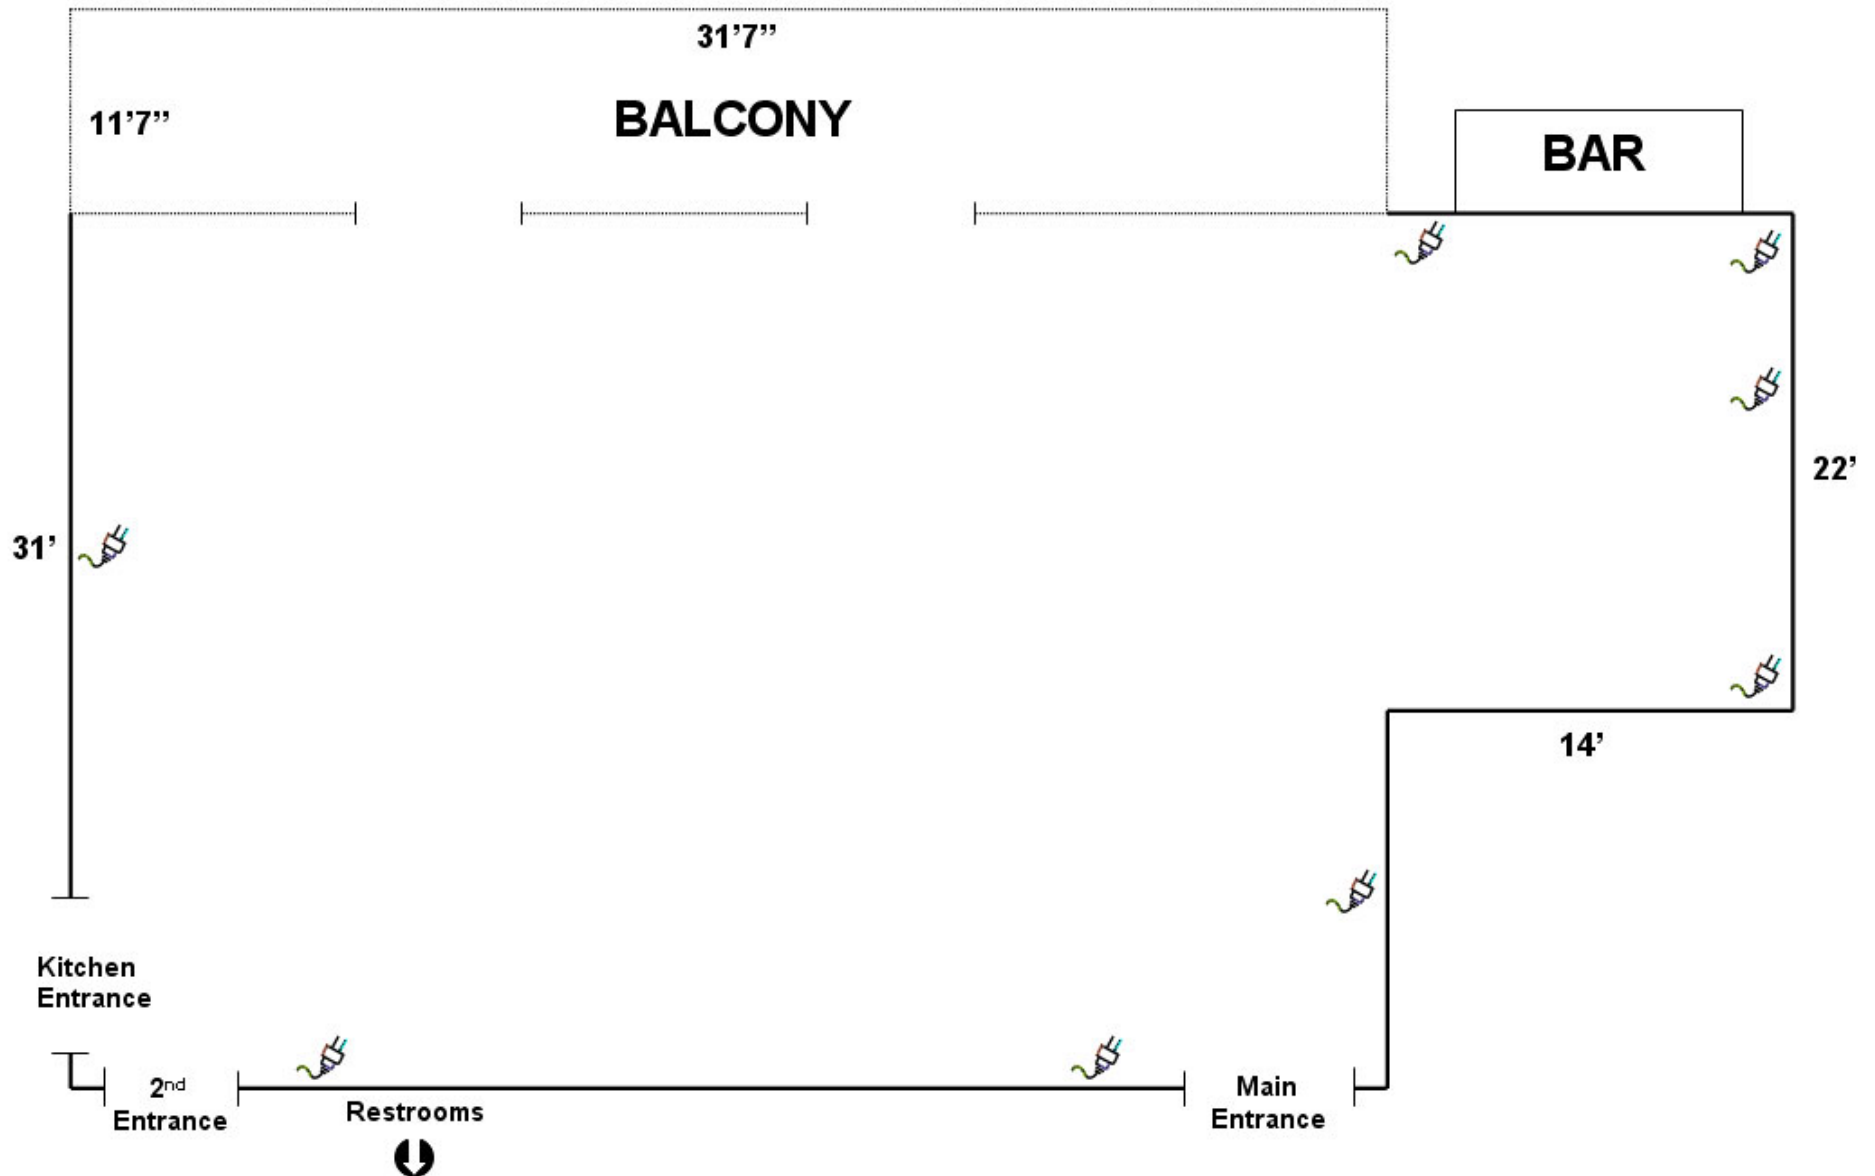 31’7”
11’7”
BALCONY
BAR
22’
31’
14’
Kitchen
Entrance
2nd
Entrance
Restrooms
Main
Entrance